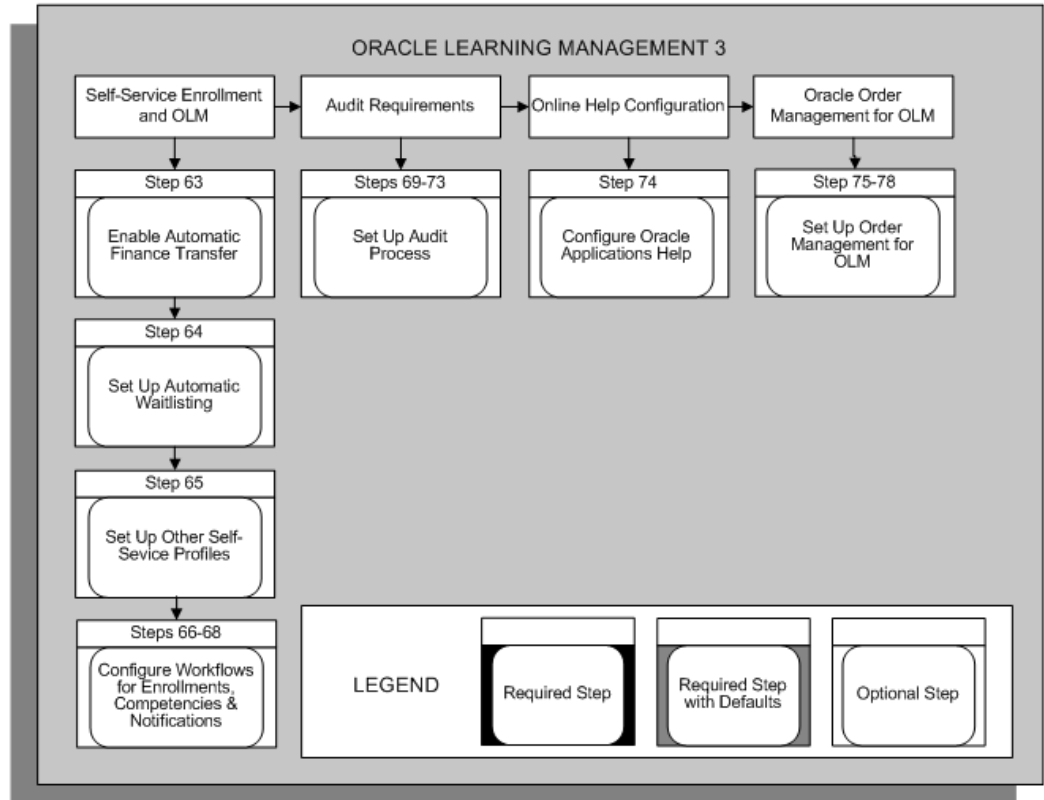 ORACLE LEARNING MANAGEMENT 3
Self-Service Enrollment
and OLM
Audit Requirements
Online Help Configuration
Oracle Order
Management for OLM
Step 63
Enable Automatic
Finance Transfer
Steps 69-73
Set Up Audit
Process
Step 74
Configure Oracle
Applications Help
Step 75-78
Set Up Order
Management for
OLM
Step 64
Set Up Automatic
Waitlisting
Step 65
Set Up Other Self-
Sevice Profiles
Steps 66-68
Configure Workflows
for Enrollments,
Competencies &
Notifications
LEGEND
Required Step
Required Step
with Defaults
Optional Step